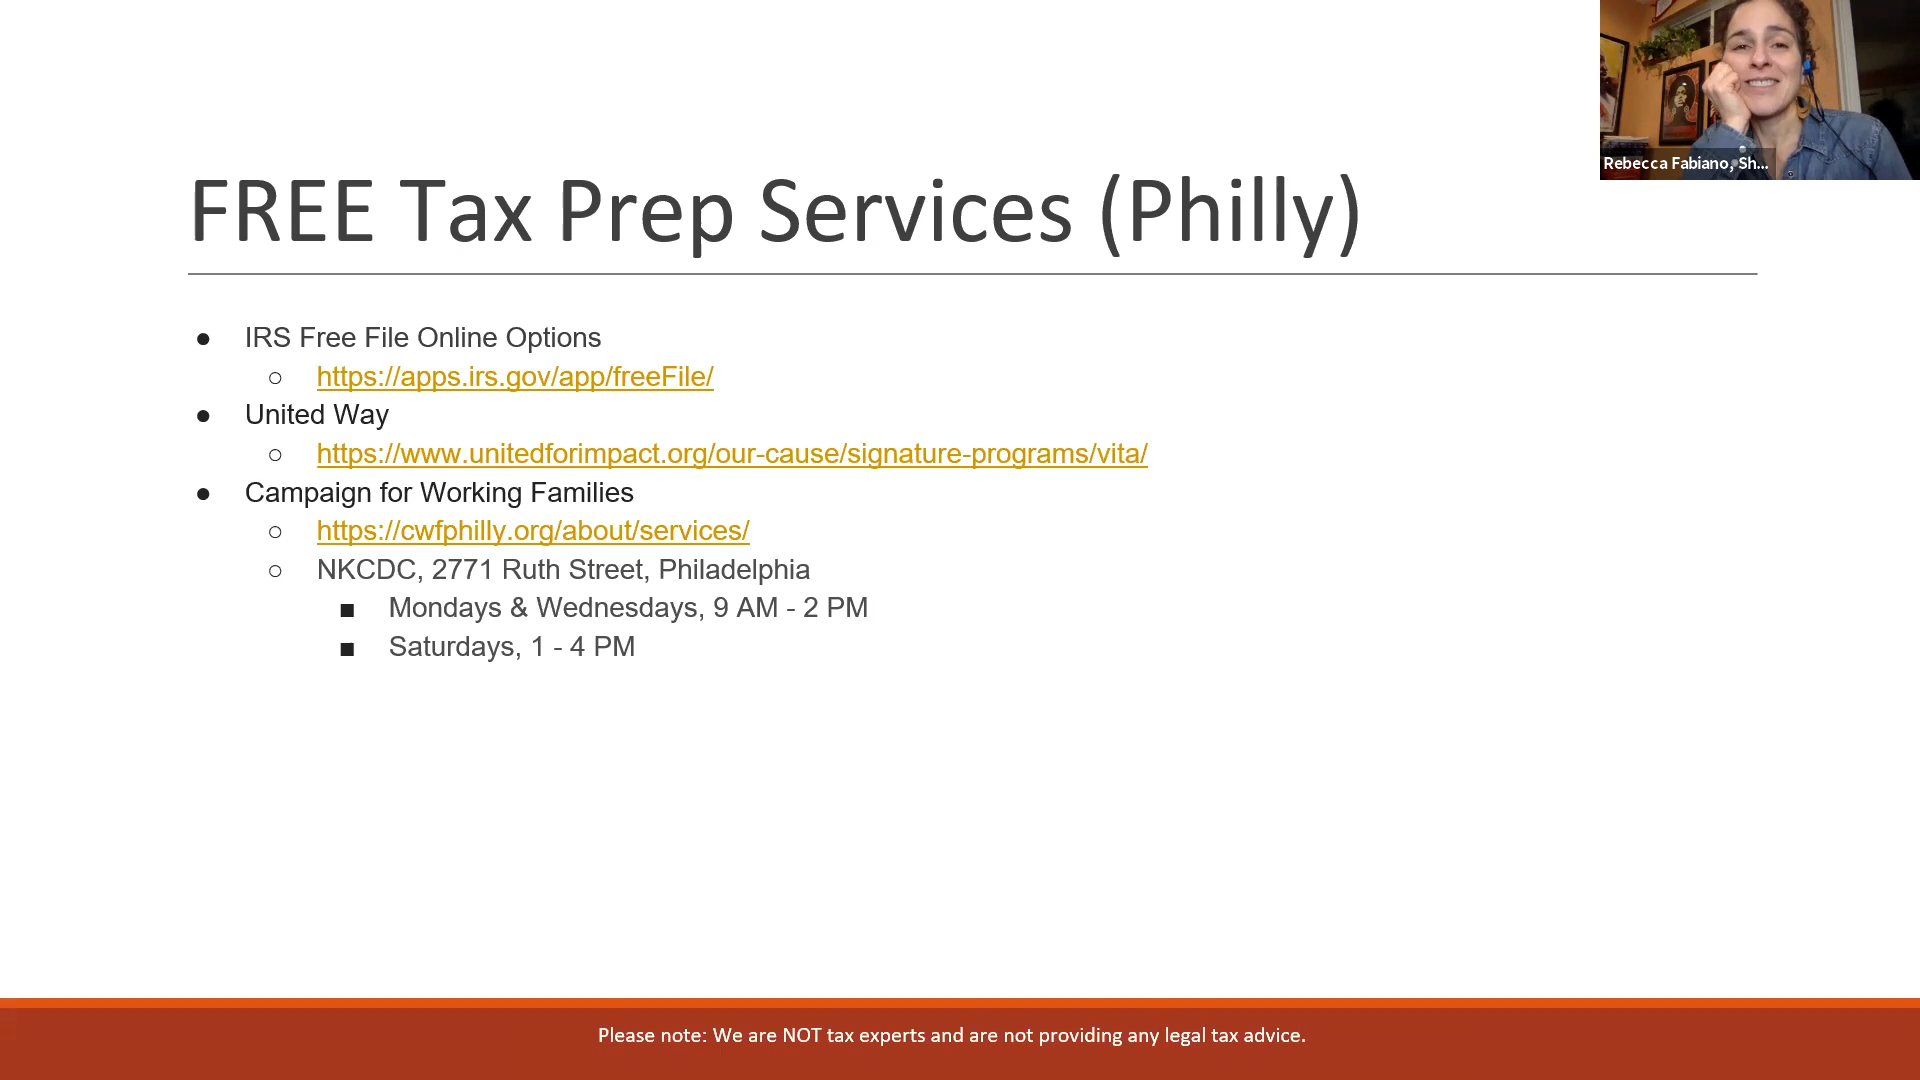 FREE Tax Prep Services (Philly)
Rebecca Fabiano, Sh...
● IRS Free File Online Options
○ https://apps.irs.gov/app/freeFile/
● United Way
○ https://www.unitedforimpact.org/our-cause/signature-programs/vita/
● Campaign for Working Families
○ https://cwfphilly.org/about/services/
○ NKCDC, 2771 Ruth Street, Philadelphia
■ Mondays & Wednesdays, 9 AM - 2 PM
■ Saturdays, 1 - 4 PM
Please note: We are NOT tax experts and are not providing any legal tax advice.